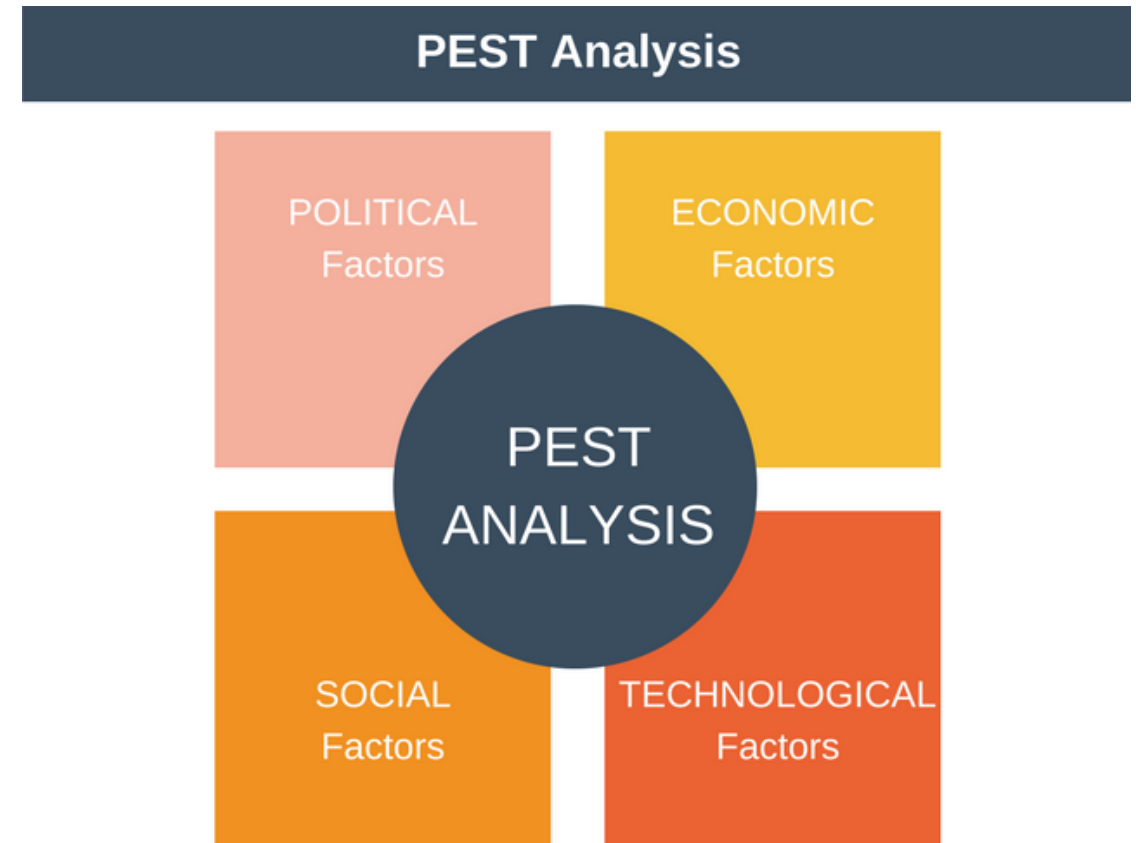 PEST Analysis
POLITICAL
Factors
ECONOMIC
Factors
PEST
ANALYSIS
SOCIAL
Factors
TECHNOLOGICAL
Factors